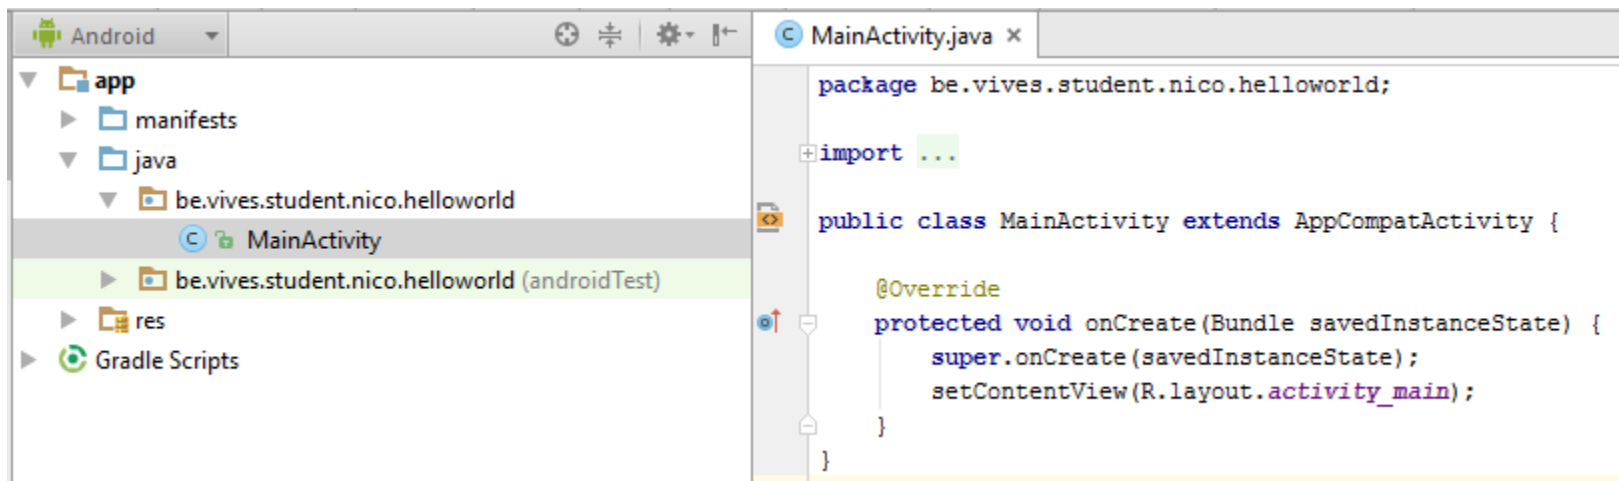 Android
app
manifests
java
be.vives.student.nico.helloworld
MainActivity
be.vives.student.nico.helloworld (androidTest)
res
Gradle Scripts
MainActivity.java
package be.vives.student.nico.helloworld;
import ...
public class MainActivity extends AppCompatActivity {
@Override
protected void onCreate(Bundle savedInstanceState) {
super.onCreate(savedInstanceState);
setContentView(R.layout.activity_main);
}
}